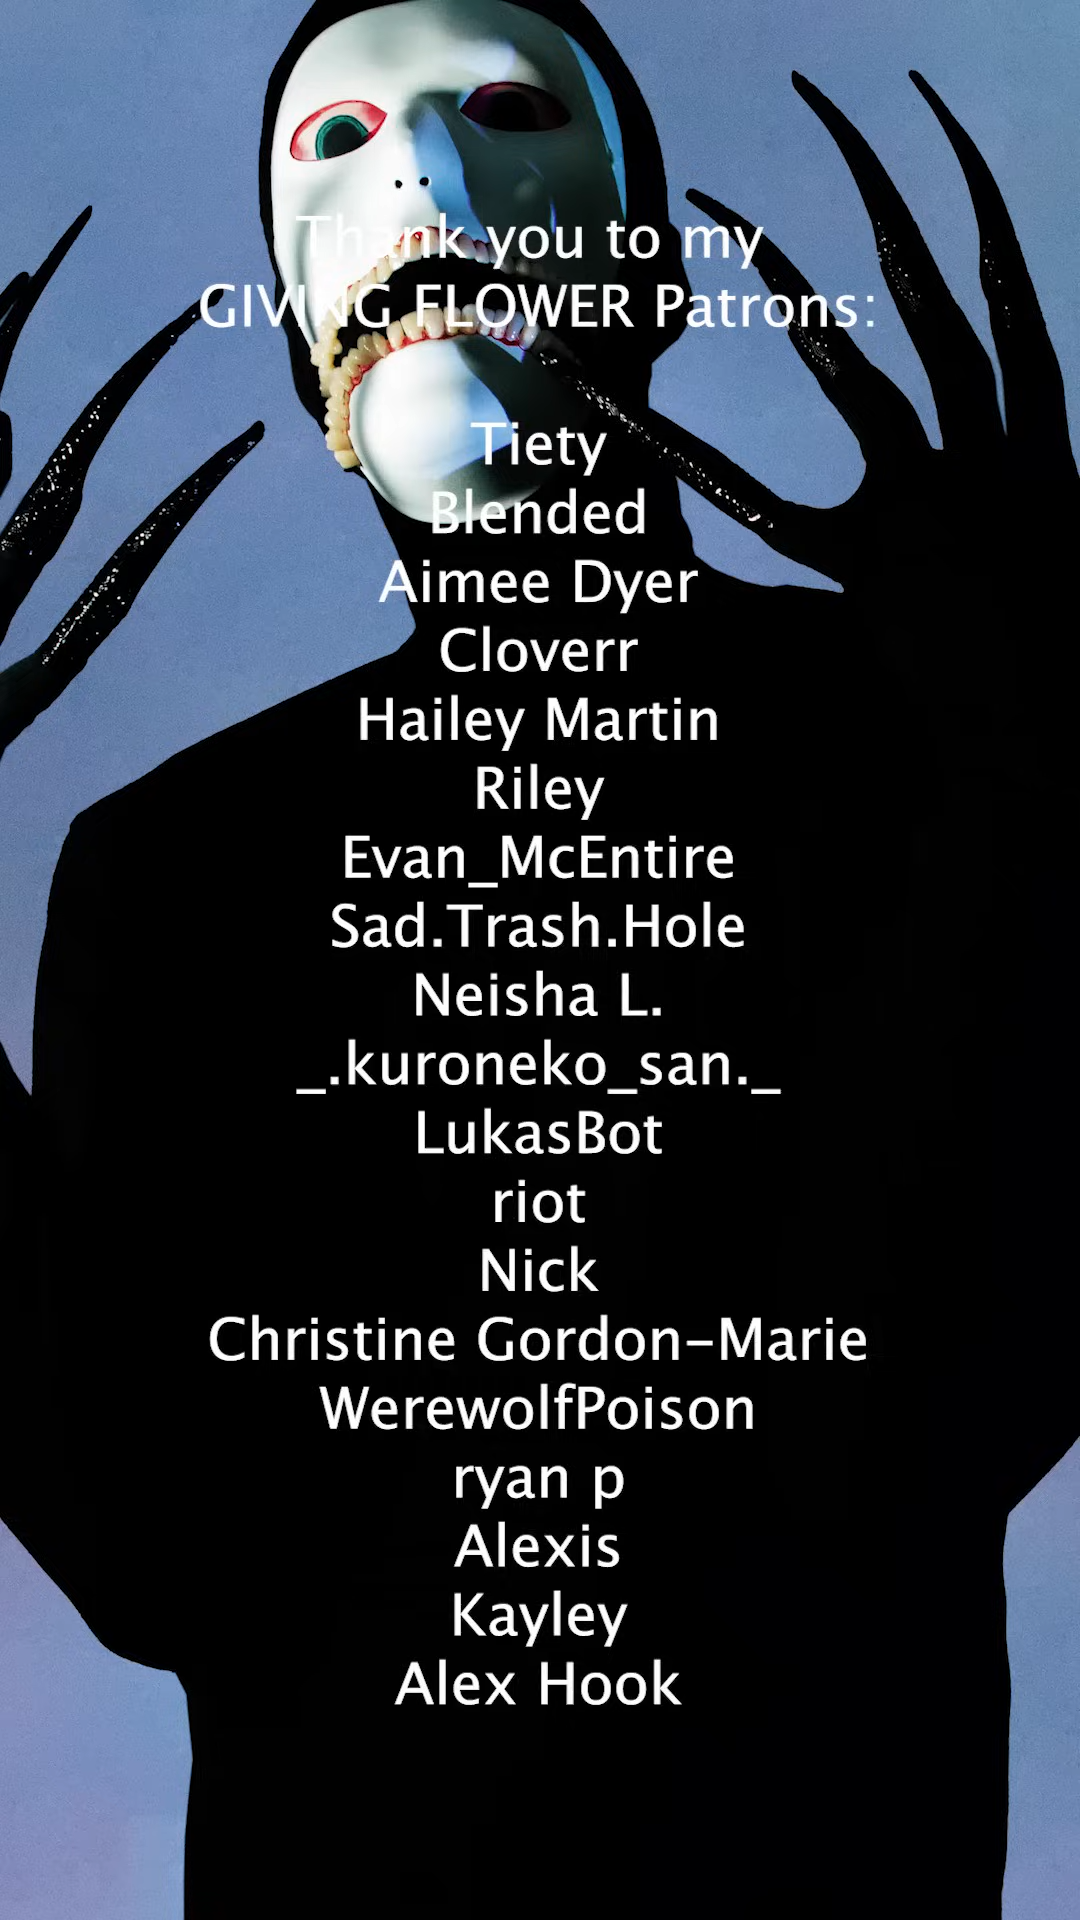 Thank you to my
GIVING FLOWER Patrons:
Tiety
Blended
Aimee Dyer
Cloverr
Hailey Martin
Riley
Evan_McEntire
Sad.Trash.Hole
Neisha L.
_.kuroneko_san._
LukasBot
riot
Nick
Christine Gordon-Marie
WerewolfPoison
ryan p
Alexis
Kayley
Alex Hook